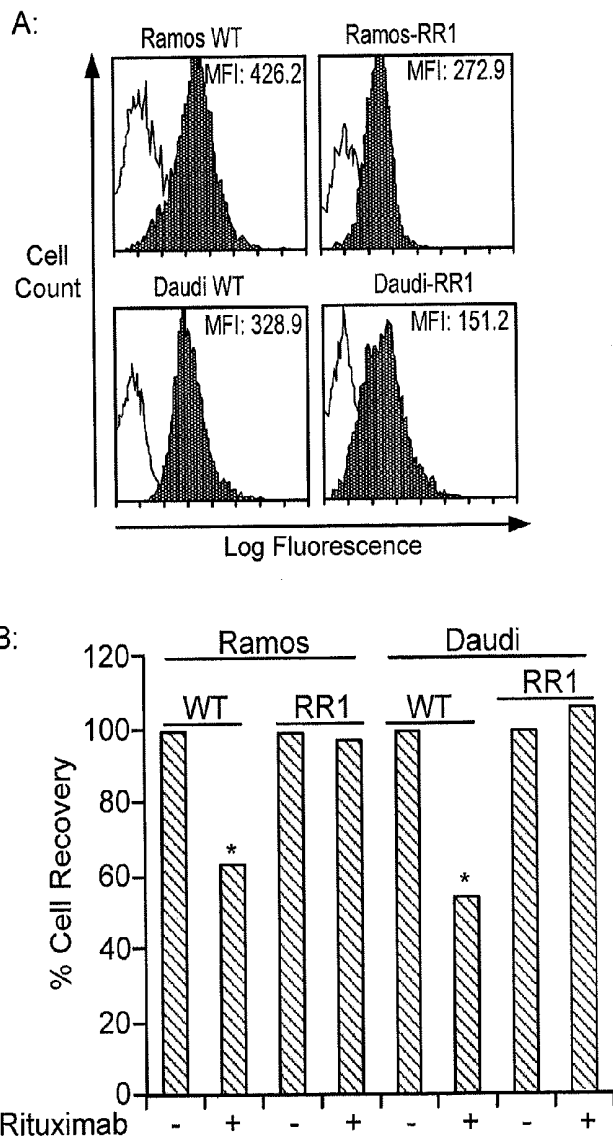 A:
Ramos WT
Ramos-RR1
MFI: 426.2
MFI: 272.9
Cell
Count
Daudi WT
Daudi-RR1
MFI: 328.9
MFI: 151.2
Log Fluorescence
B:
Ramos
Daudi
WT
RR1
WT
RR1
% Cell Recovery
120
100
80
60
40
20
0
*
*
Rituximab - + - + - + - +